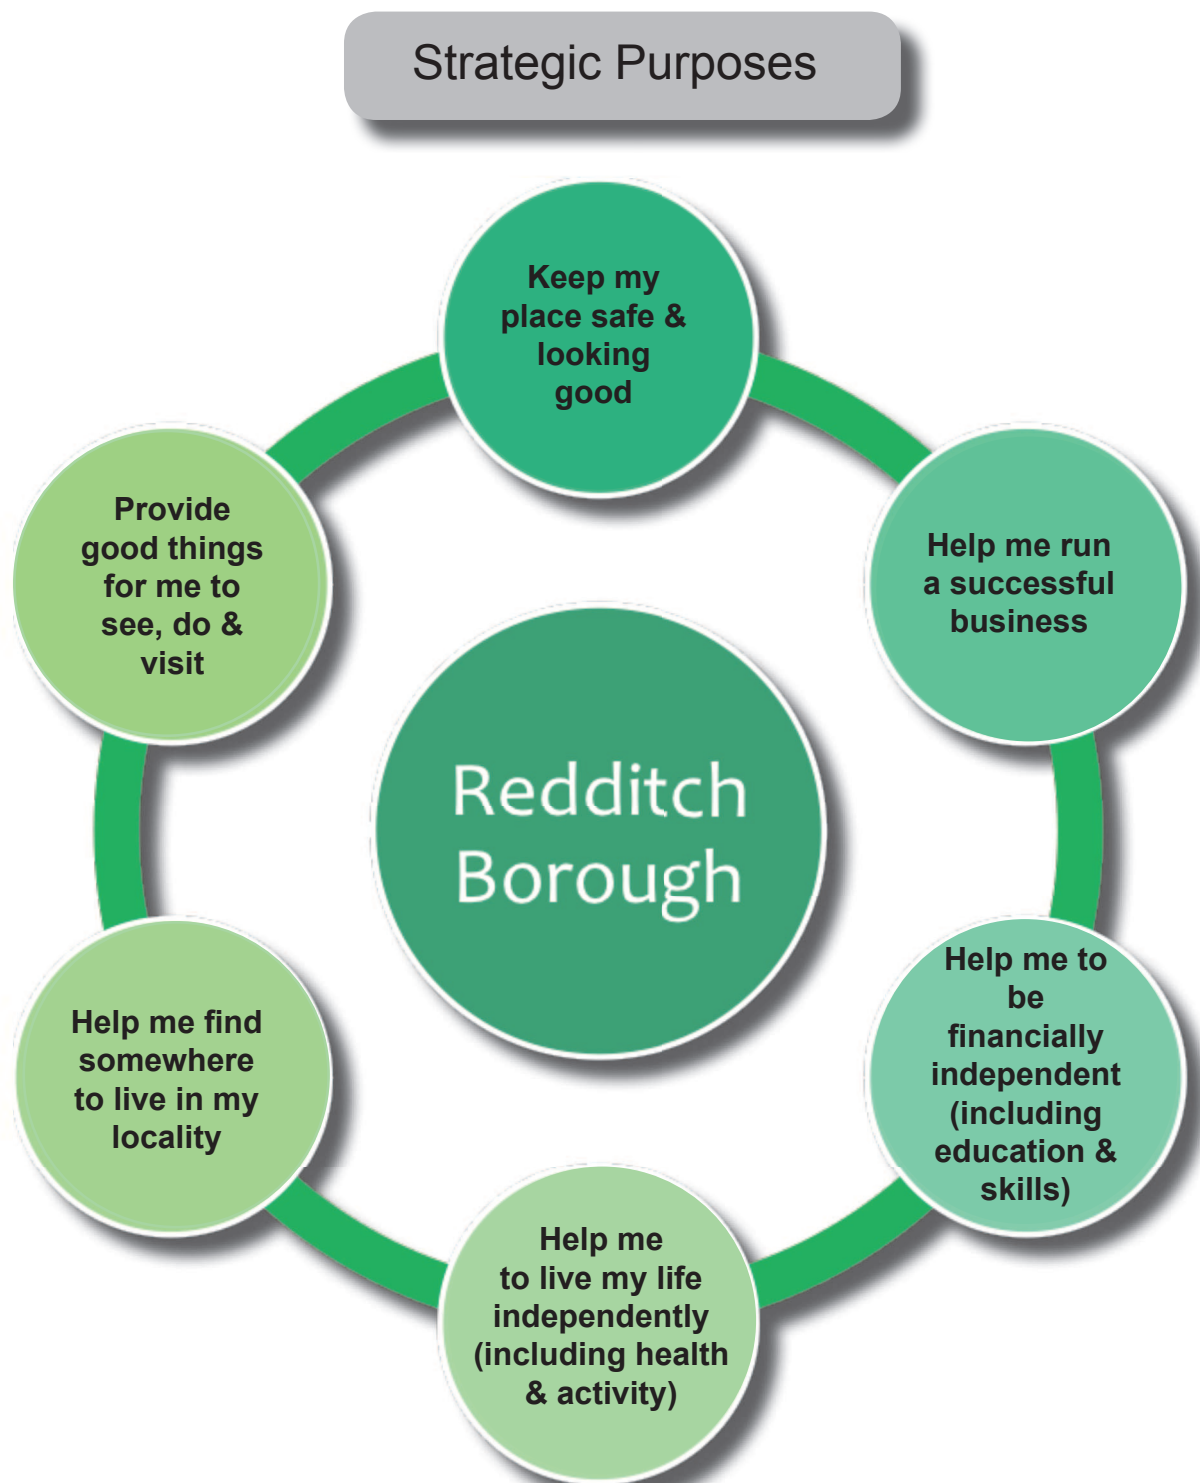 Strategic Purposes
Keep my
place safe &
looking
good
Help me run
a successful
business
Help me to
be
financially
independent
(including
education &
skills)
Help me
to live my life
independently
(including health
& activity)
Help me find
somewhere
to live in my
locality
Provide
good things
for me to
see, do &
visit
Redditch
Borough